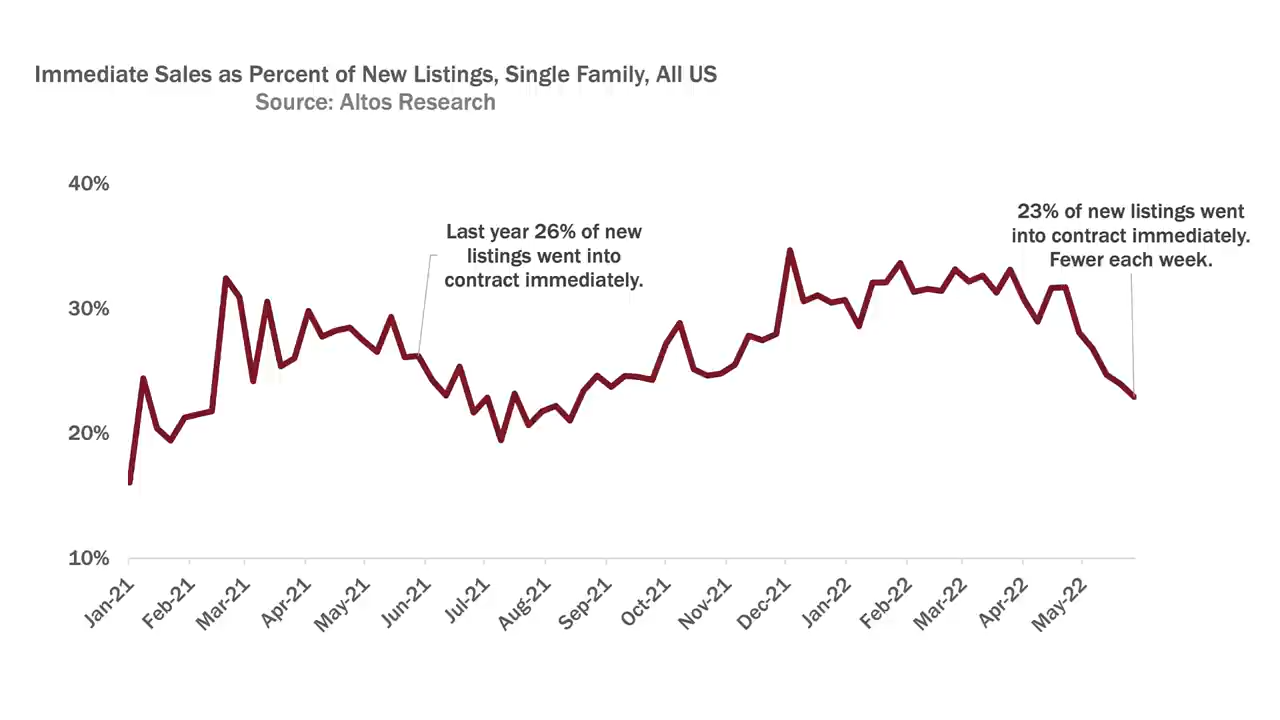 Immediate Sales as Percent of New Listings, Single Family, All US
Source: Altos Research
40%
30%
20%
10%
Last year 26% of new
listings went into
contract immediately.
23% of new listings went
into contract immediately.
Fewer each week.
Jan-21
Feb-21
Mar-21
Apr-21
May-21
Jun-21
Jul-21
Aug-21
Sep-21
Oct-21
Nov-21
Dec-21
Jan-22
Feb-22
Mar-22
Apr-22
May-22